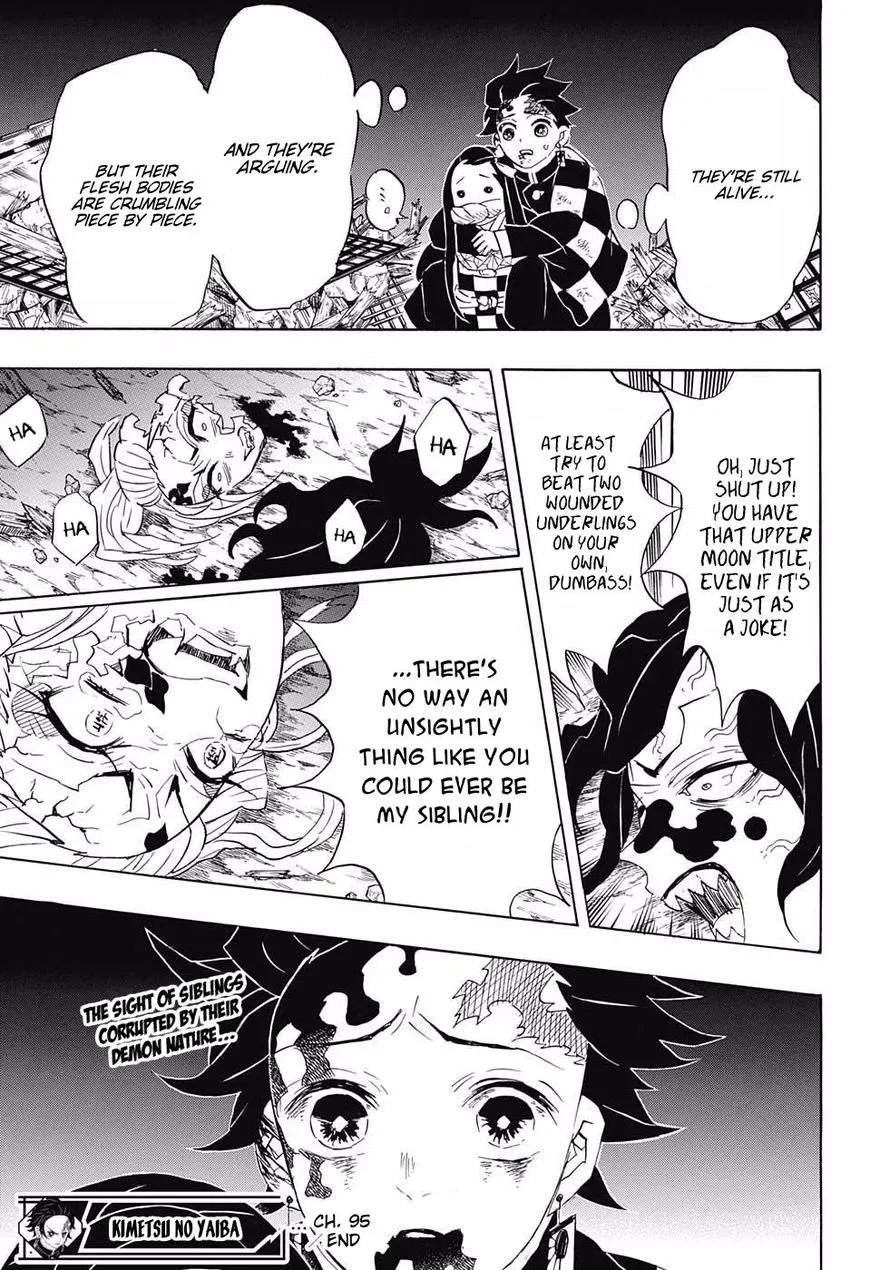 THEY'RE STILL
ALIVE...
AND THEY'RE
ARGUING.
BUT THEIR
FLESH BODIES
ARE CRUMBLING
PIECE BY PIECE.
OH, JUST
SHUT UP!
YOU HAVE
THAT UPPER
MOON TITLE,
EVEN IF IT'S
JUST AS
A JOKE!
AT LEAST
TRY TO
BEAT TWO
WOUNDED
UNDERLINGS
ON YOUR
OWN,
DUMBASS!
HA
HA
HA
HA
...THERE'S
NO WAY AN
UNSIGHTLY
THING LIKE YOU
COULD EVER BE
MY SIBLING!!
THE SIGHT OF SIBLINGS
CORRUPTED BY THEIR
DEMON NATURE...
KIMETSU NO YAIBA
... CH. 95
END